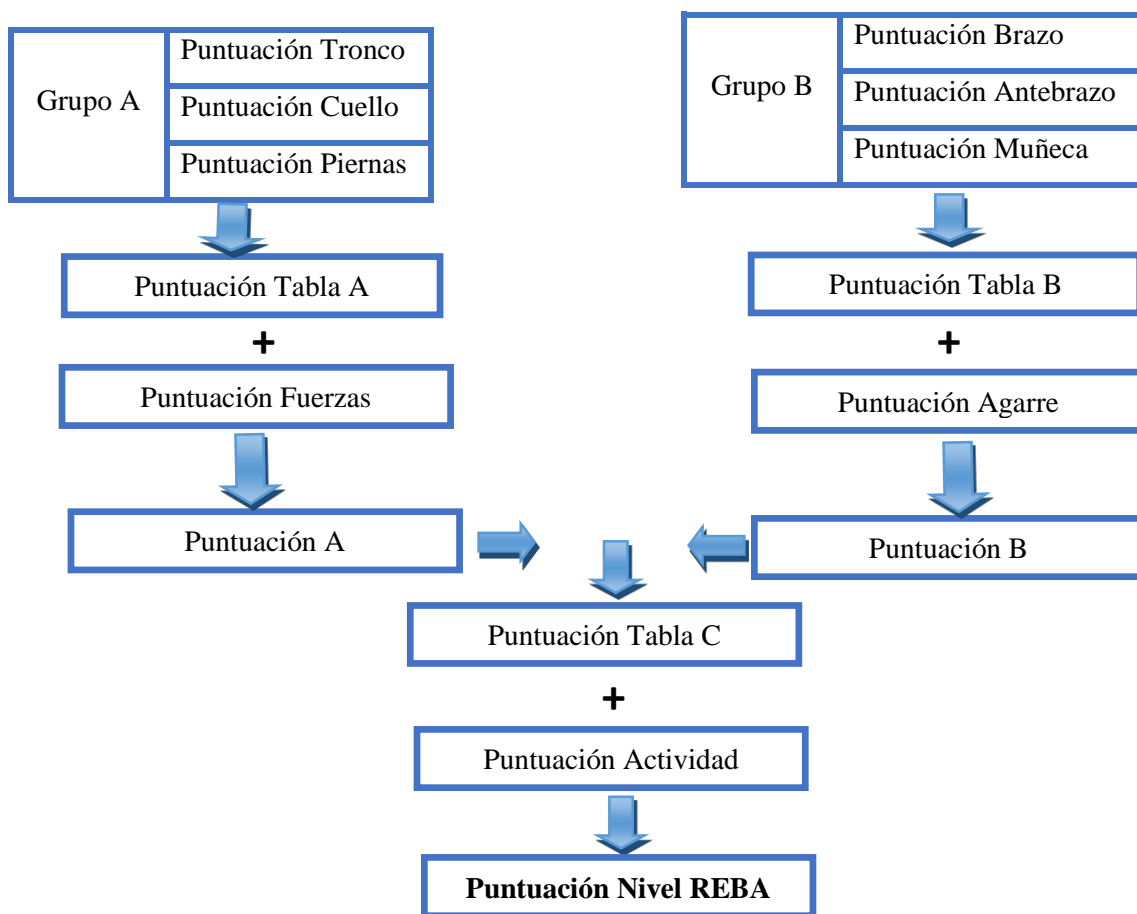 Grupo A
Puntuación Tronco
Puntuación Cuello
Puntuación Piernas
Grupo B
Puntuación Brazo
Puntuación Antebrazo
Puntuación Muñeca
Puntuación Tabla A
+
Puntuación Fuerzas
Puntuación A
Puntuación Tabla B
+
Puntuación Agarre
Puntuación B
Puntuación Tabla C
+
Puntuación Actividad
Puntuación Nivel REBA